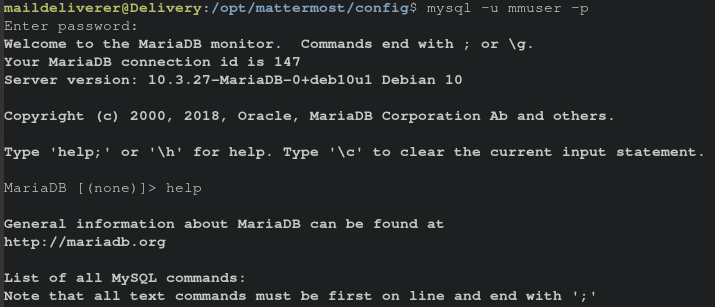 maildeliverer@Delivery:/opt/mattermost/config$ mysql -u mmuser -p
Enter password:
Welcome to the MariaDB monitor.  Commands end with ; or \g.
Your MariaDB connection id is 147
Server version: 10.3.27-MariaDB-0+deb10u1 Debian 10

Copyright (c) 2000, 2018, Oracle, MariaDB Corporation Ab and others.

Type 'help;' or '\h' for help. Type '\c' to clear the current input statement.

MariaDB [(none)]> help

General information about MariaDB can be found at
http://mariadb.org

List of all MySQL commands:
Note that all text commands must be first on line and end with ';'